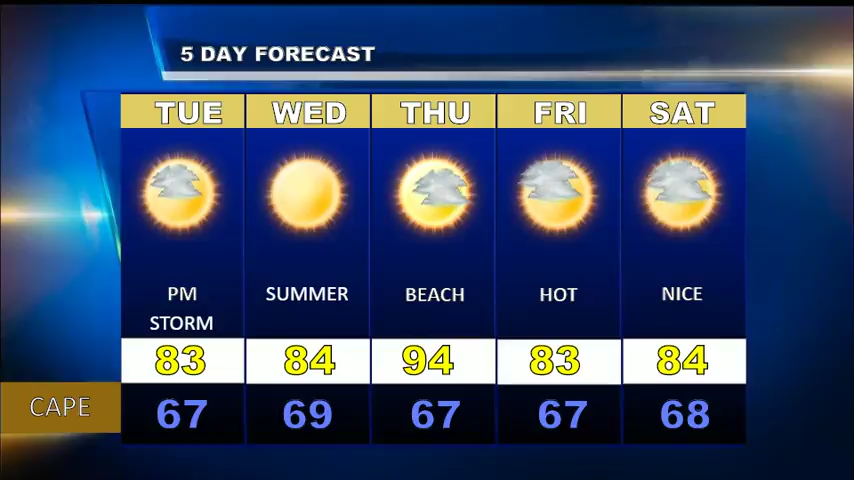 5 DAY FORECAST
TUE WED THU FRI SAT
PM SUMMER BEACH HOT NICE
STORM
83 84 94 83 84
CAPE 67 69 67 67 68